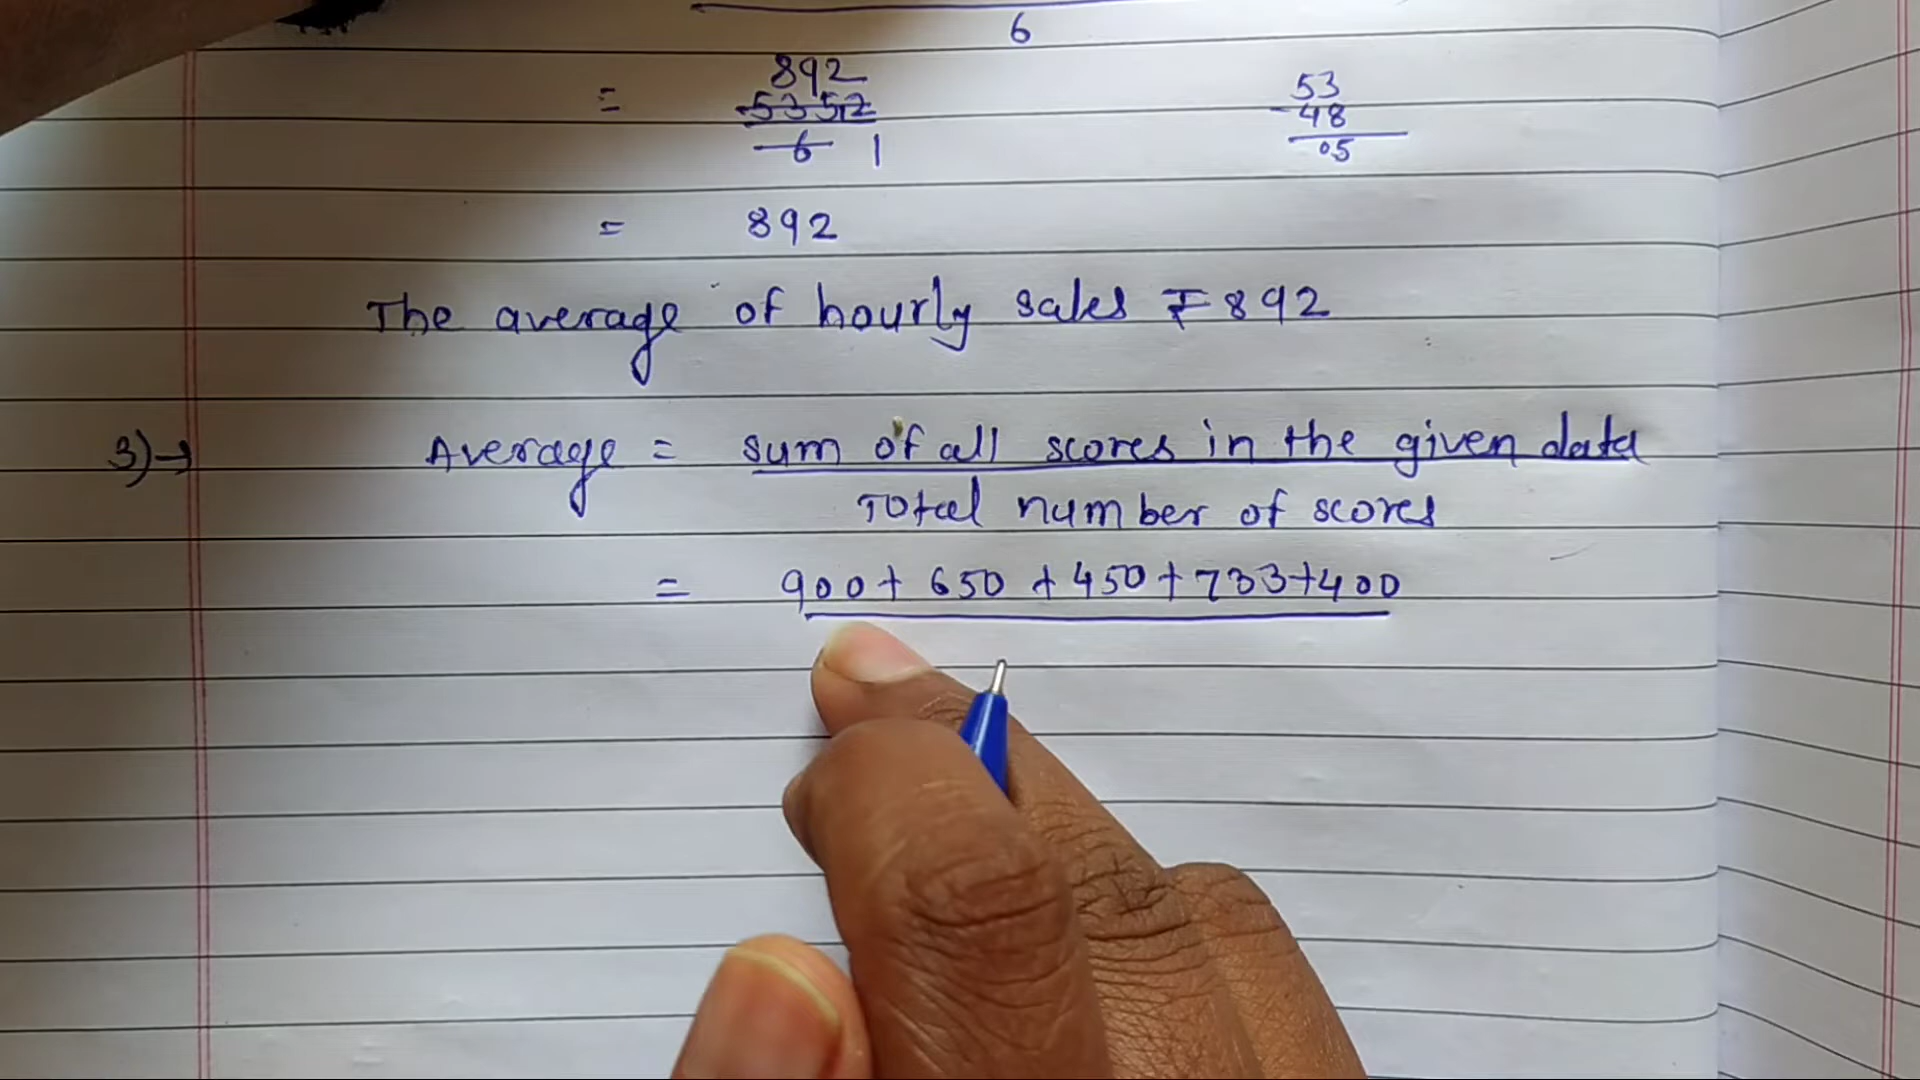 6
892
= 5352 53
- 48
6 1 05
= 892
The average of hourly sales ₹892
3)→ Average = sum of all scores in the given data
Total number of scores
= 900+ 650 +450+733+400